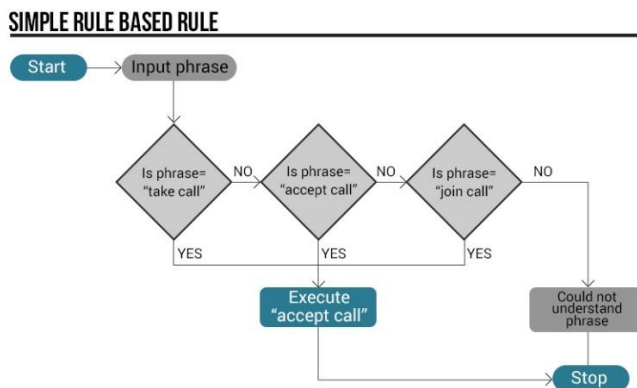 SIMPLE RULE BASED RULE
Start
Input phrase
Is phrase=
"take call"
NO
Is phrase=
"accept call"
NO
Is phrase=
"join call"
NO
YES
YES
YES
Execute
"accept call"
Could not
understand
phrase
Stop